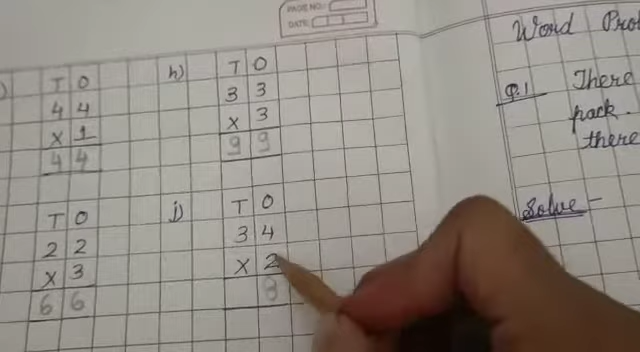 PAGE NO.:
DATE:
)
T O
4 4
X 1
4 4
h)
T O
3 3
X 3
9 9
T O
2 2
X 3
6 6
j)
T O
3 4
X 2
8
Word Pro
Q.1 There
pack.
there
Solve -